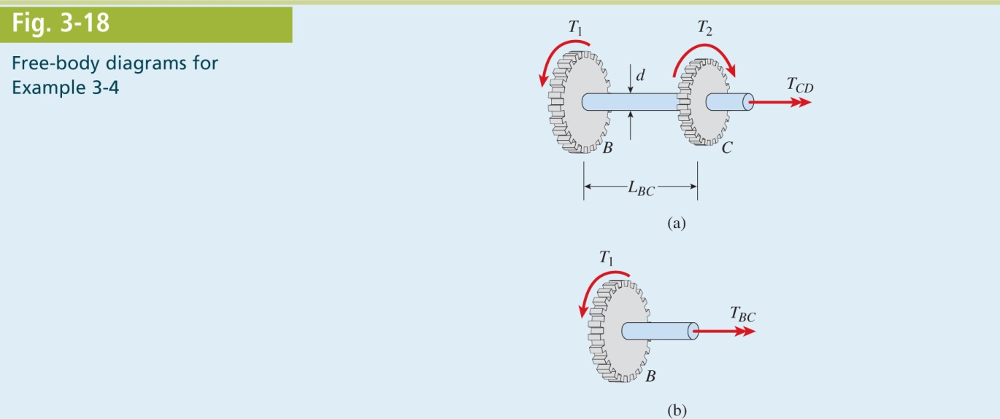 Fig. 3-18
Free-body diagrams for
Example 3-4
T1
T2
d
TCD
B
C
LBC
(a)
T1
TBC
B
(b)